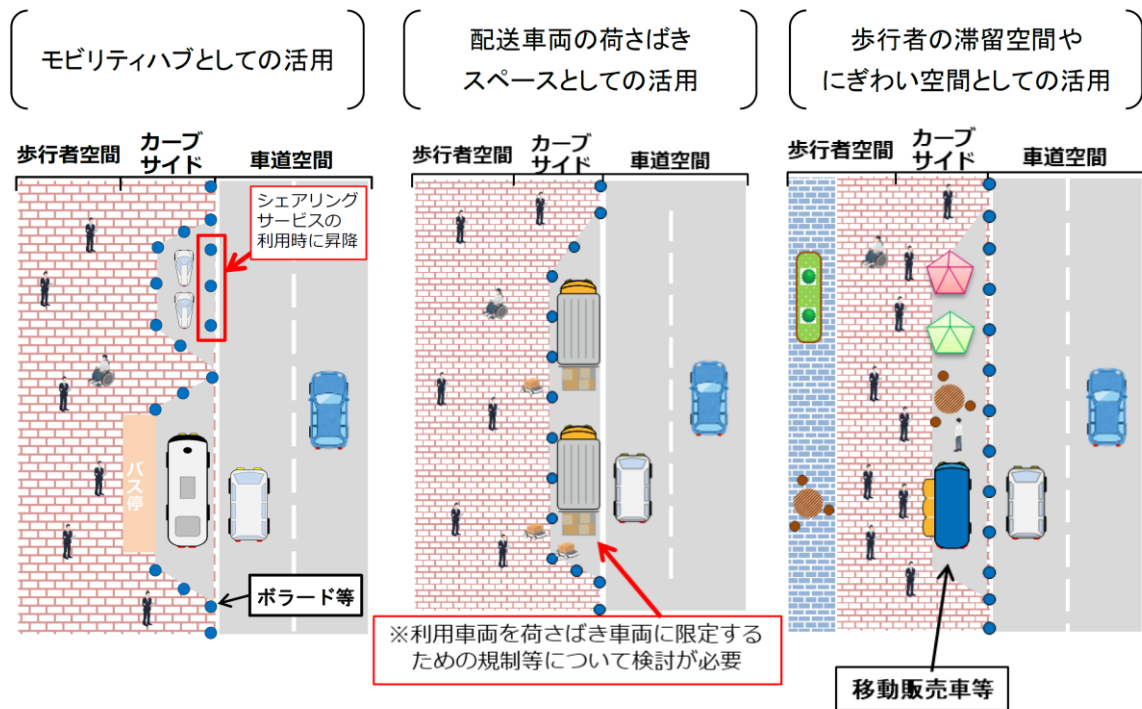 モビリティハブとしての活用
歩行者空間
カーブ
サイド
車道空間
シェアリング
サービスの
利用時に昇降
バス停
ボラード等
配送車両の荷さばき
スペースとしての活用
歩行者空間
カーブ
サイド
車道空間
※利用車両を荷さばき車両に限定する
ための規制等について検討が必要
歩行者の滞留空間や
にぎわい空間としての活用
歩行者空間
カーブ
サイド
車道空間
移動販売車等